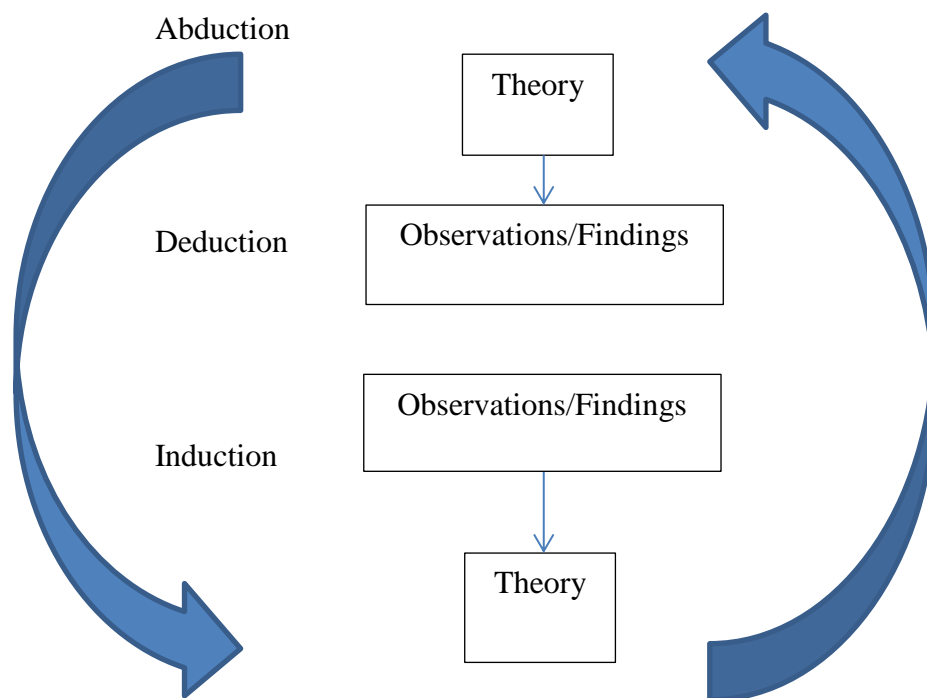 Abduction
Theory
Deduction
Observations/Findings
Observations/Findings
Induction
Theory